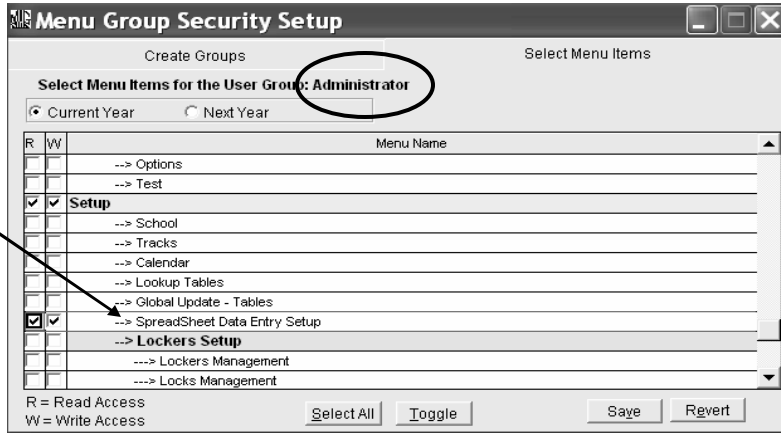 Menu Group Security Setup
Create Groups
Select Menu Items
Select Menu Items for the User Group: Administrator
Current Year Next Year
R W Menu Name
--> Options
--> Test
Setup
--> School
--> Tracks
--> Calendar
--> Lookup Tables
--> Global Update - Tables
--> SpreadSheet Data Entry Setup
--> Lockers Setup
---> Lockers Management
---> Locks Management
R = Read Access
W = Write Access
Select All Toggle Save Revert